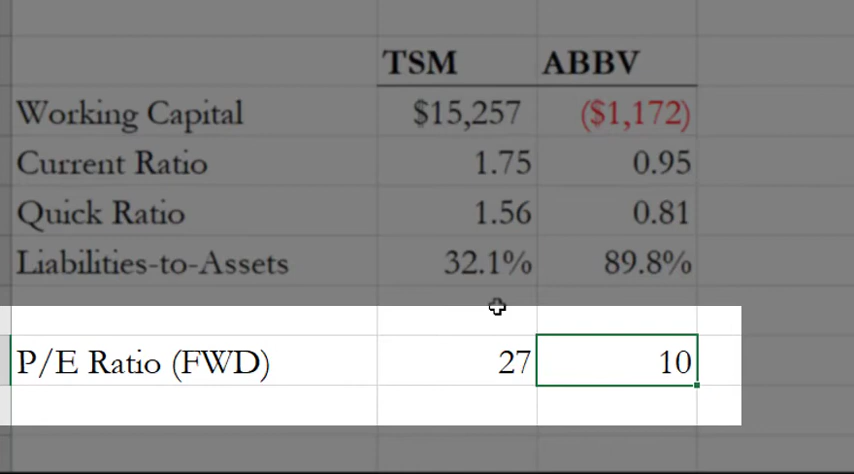 TSM ABBV
Working Capital $15,257 ($1,172)
Current Ratio 1.75 0.95
Quick Ratio 1.56 0.81
Liabilities-to-Assets 32.1% 89.8%
P/E Ratio (FWD) 27 10